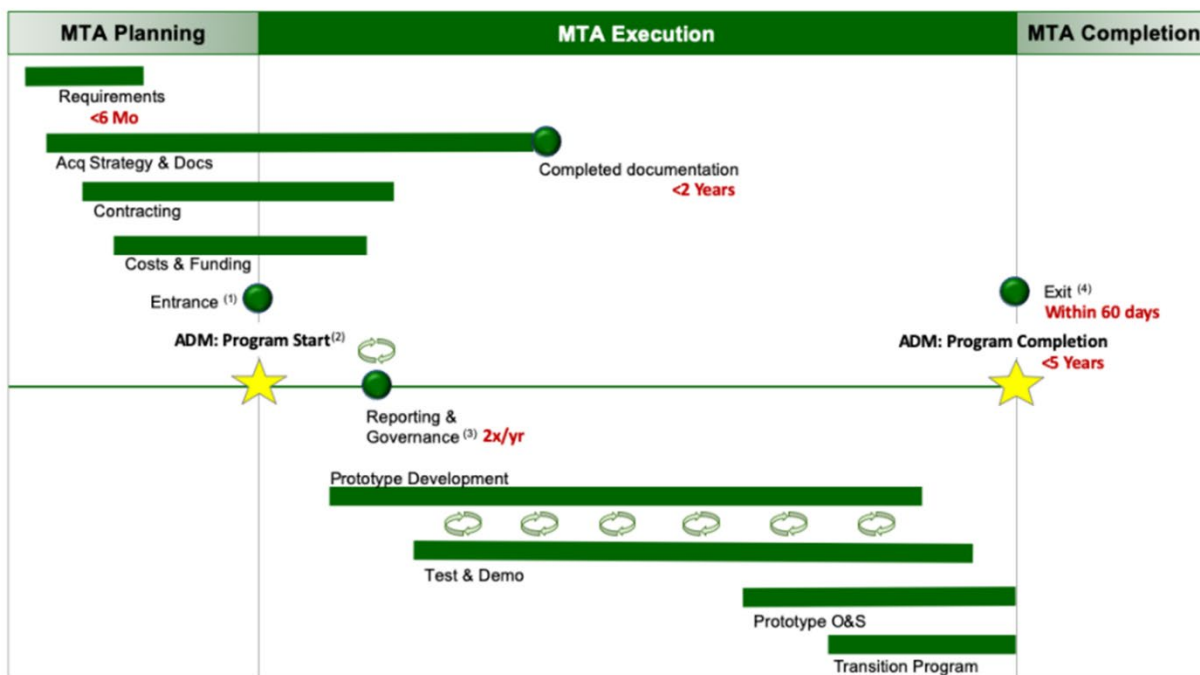 MTA Planning
MTA Execution
MTA Completion
Requirements
<6 Mo
Acq Strategy & Docs
Completed documentation
<2 Years
Contracting
Costs & Funding
Entrance (1)
Exit (4)
Within 60 days
ADM: Program Start(2)
ADM: Program Completion
<5 Years
Reporting &
Governance (3) 2x/yr
Prototype Development
Test & Demo
Prototype O&S
Transition Program